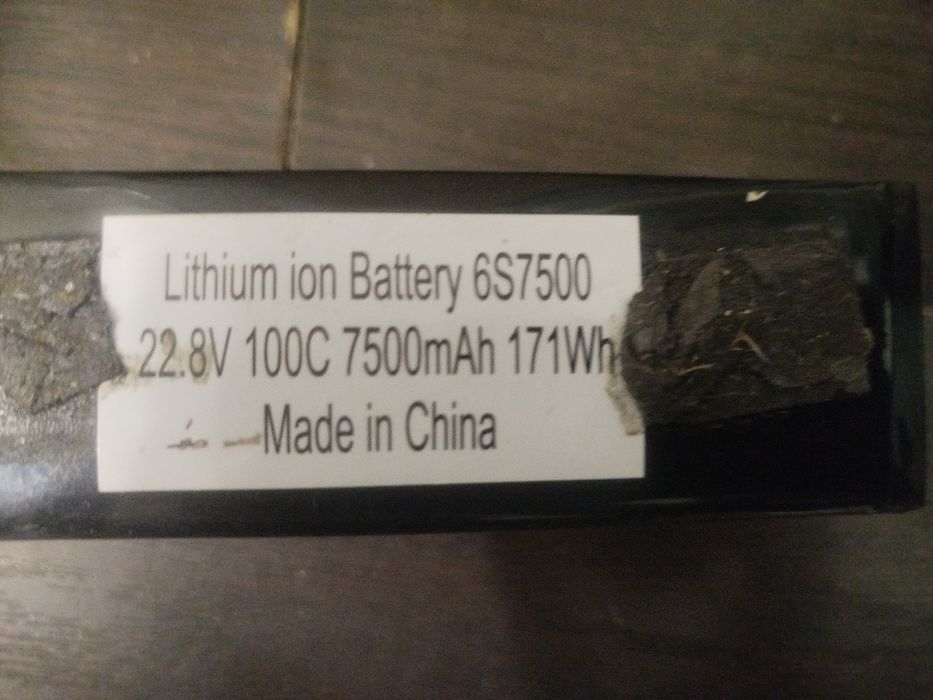 Lithium ion Battery 6S7500
22.8V 100C 7500mAh 171Wh
Made in China